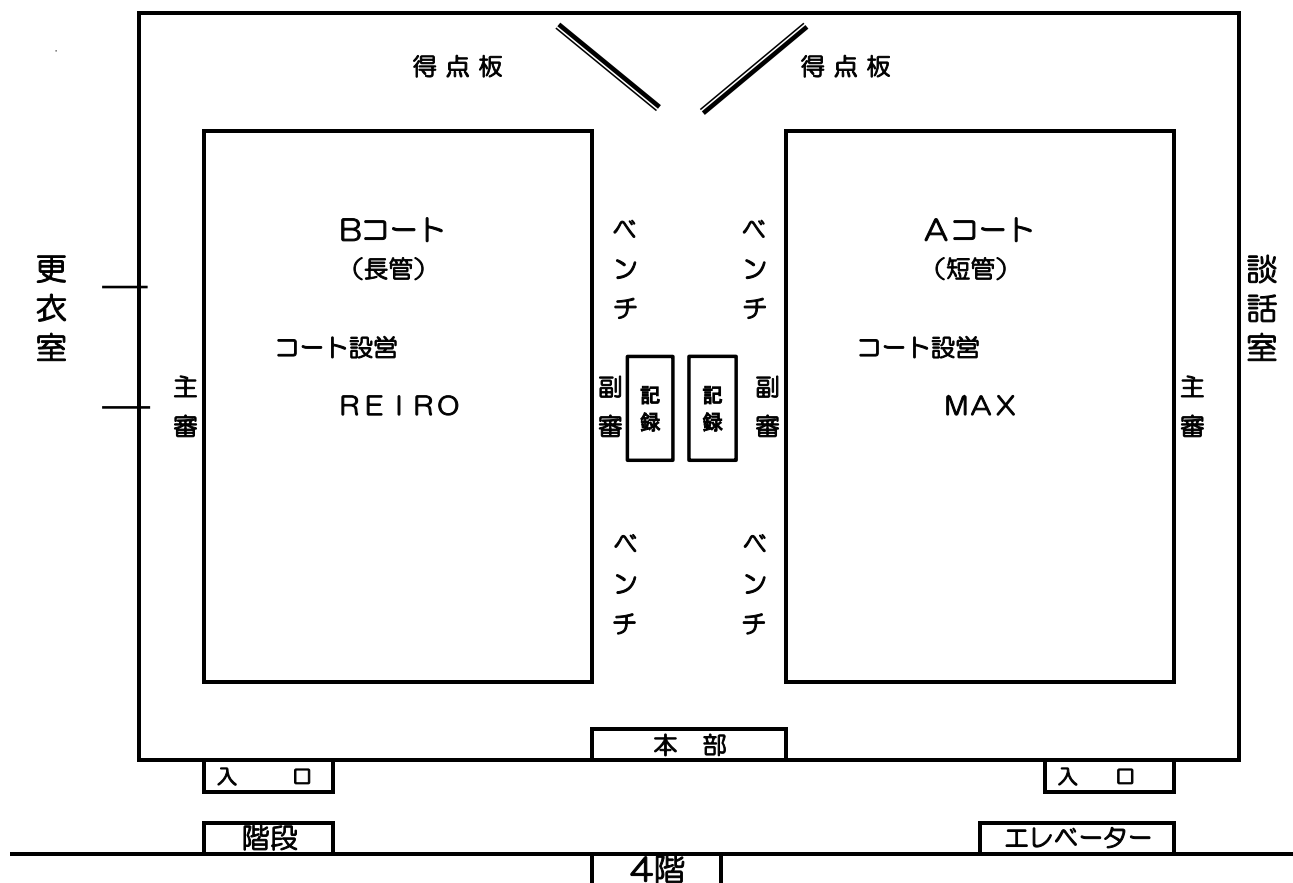 得点板
得点板
Bコート
（長管）
コート設営
ＲＥＩＲＯ
ベンチ
ベンチ
Aコート
（短管）
コート設営
ＭＡＸ
更衣室
談話室
主審
副審
記録
記録
副審
主審
ベンチ
ベンチ
本　部
入　口
入　口
階段
エレベーター
4階